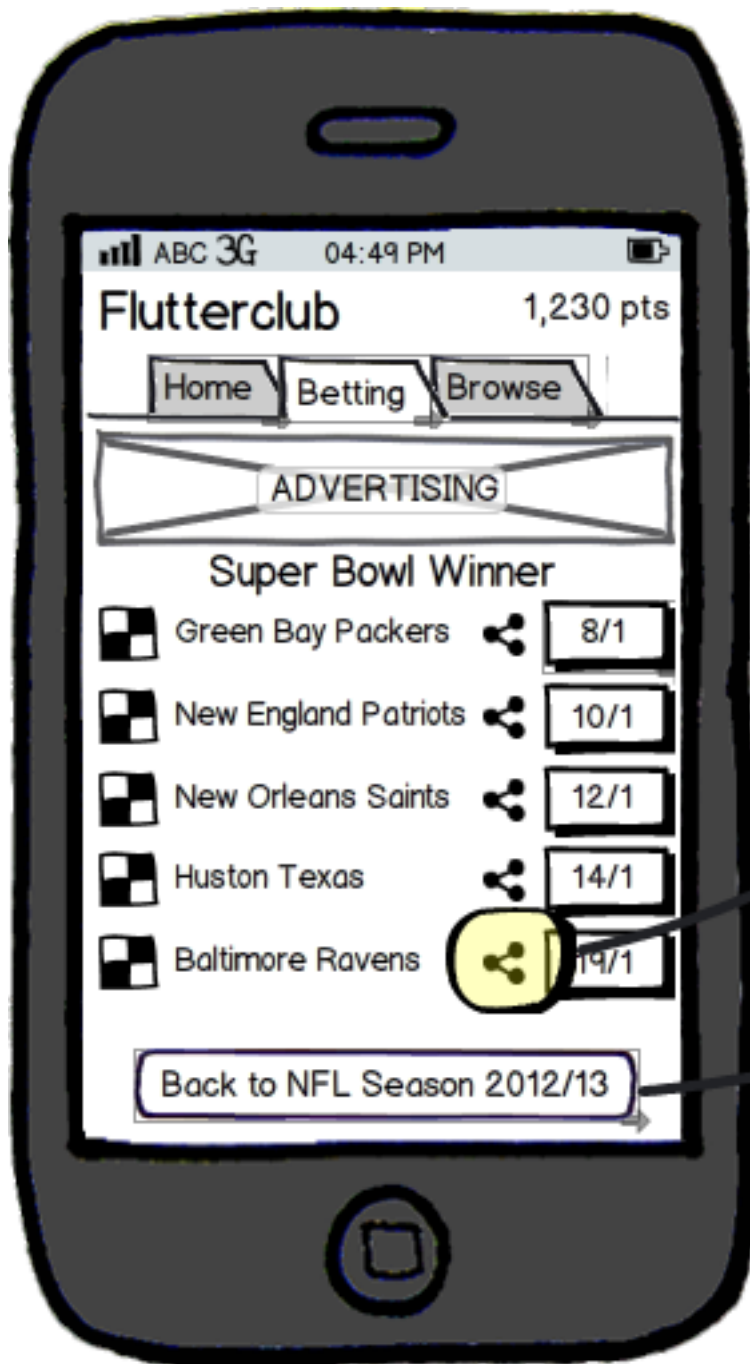 ABC 3G 04:49 PM
Flutterclub 1,230 pts
Home Betting Browse
ADVERTISING
Super Bowl Winner
Green Bay Packers 8/1
New England Patriots 10/1
New Orleans Saints 12/1
Huston Texas 14/1
Baltimore Ravens 19/1
Back to NFL Season 2012/13